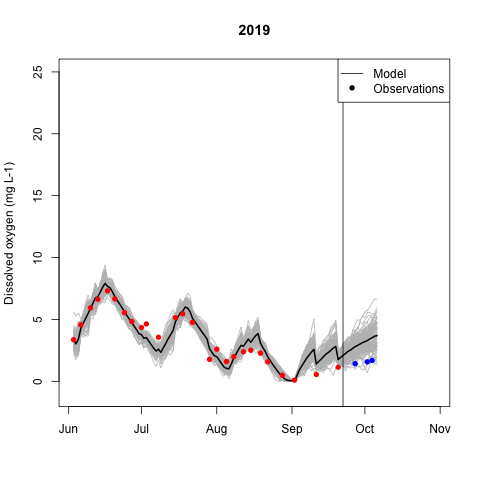 2019
Model
Observations
Dissolved oxygen (mg L-1)
25
20
15
10
5
0
Jun Jul Aug Sep Oct Nov